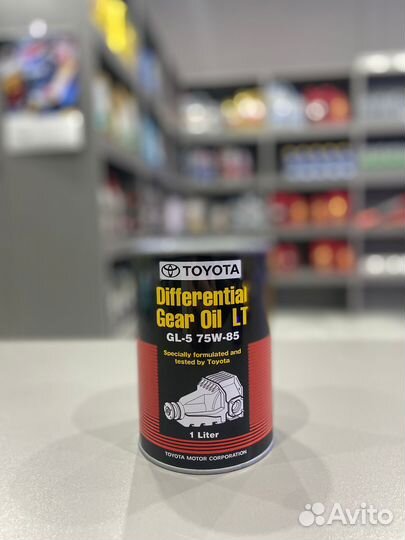 TOYOTA
Differential
Gear Oil LT
GL-5 75W-85
Specially formulated and
tested by Toyota
1 Liter
TOYOTA MOTOR CORPORATION
Avito